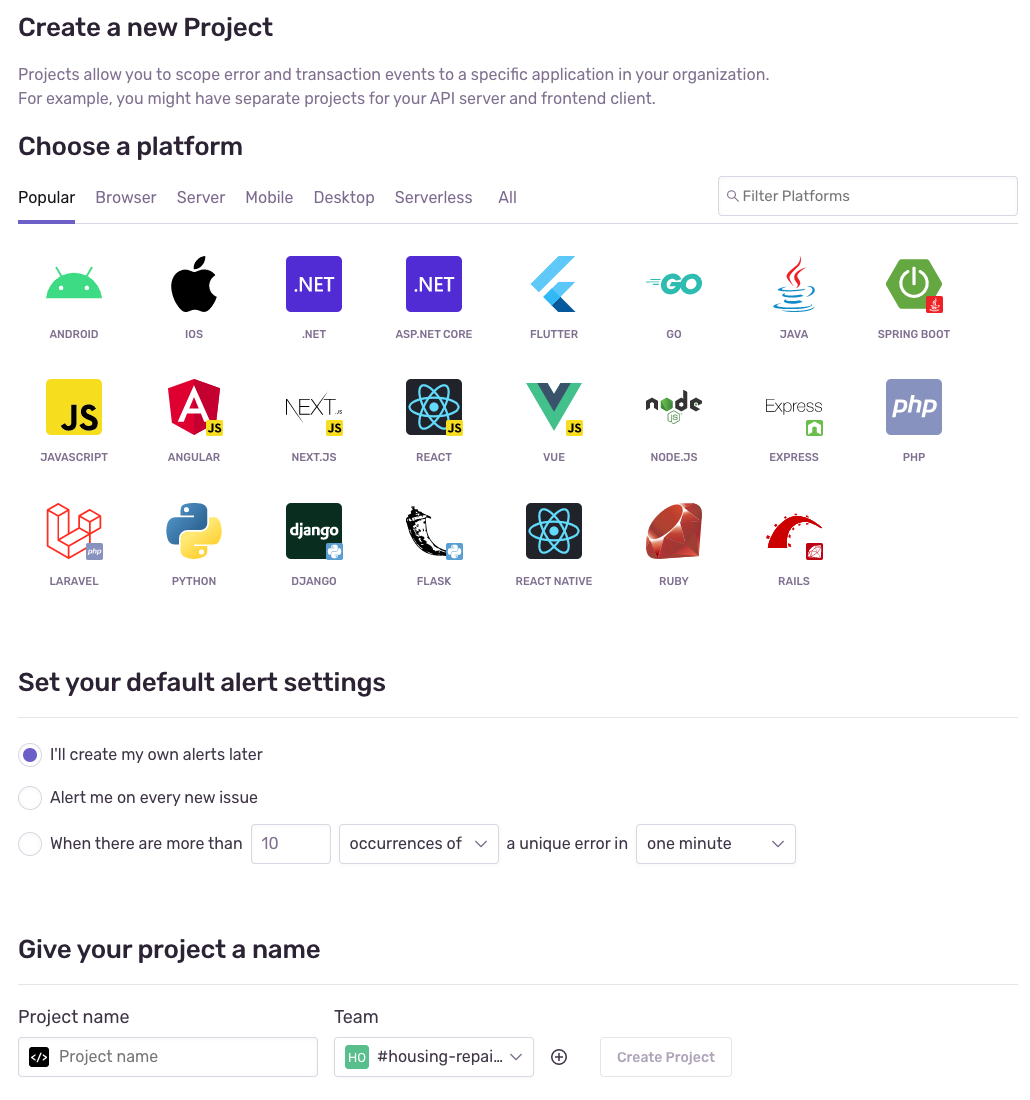 Create a new Project
Projects allow you to scope error and transaction events to a specific application in your organization.
For example, you might have separate projects for your API server and frontend client.
Choose a platform
Popular Browser Server Mobile Desktop Serverless All Filter Platforms
.NET .NET GO
ANDROID IOS .NET ASP.NET CORE FLUTTER GO JAVA SPRING BOOT
JS A JS NEXT.JS JS JS JS node JS Express php
JAVASCRIPT ANGULAR NEXT.JS REACT VUE NODE.JS EXPRESS PHP
php django
LARAVEL PYTHON DJANGO FLASK REACT NATIVE RUBY RAILS
Set your default alert settings
I'll create my own alerts later
Alert me on every new issue
When there are more than 10 occurrences of a unique error in one minute
Give your project a name
Project name Team
</> Project name HO #housing-repai... Create Project